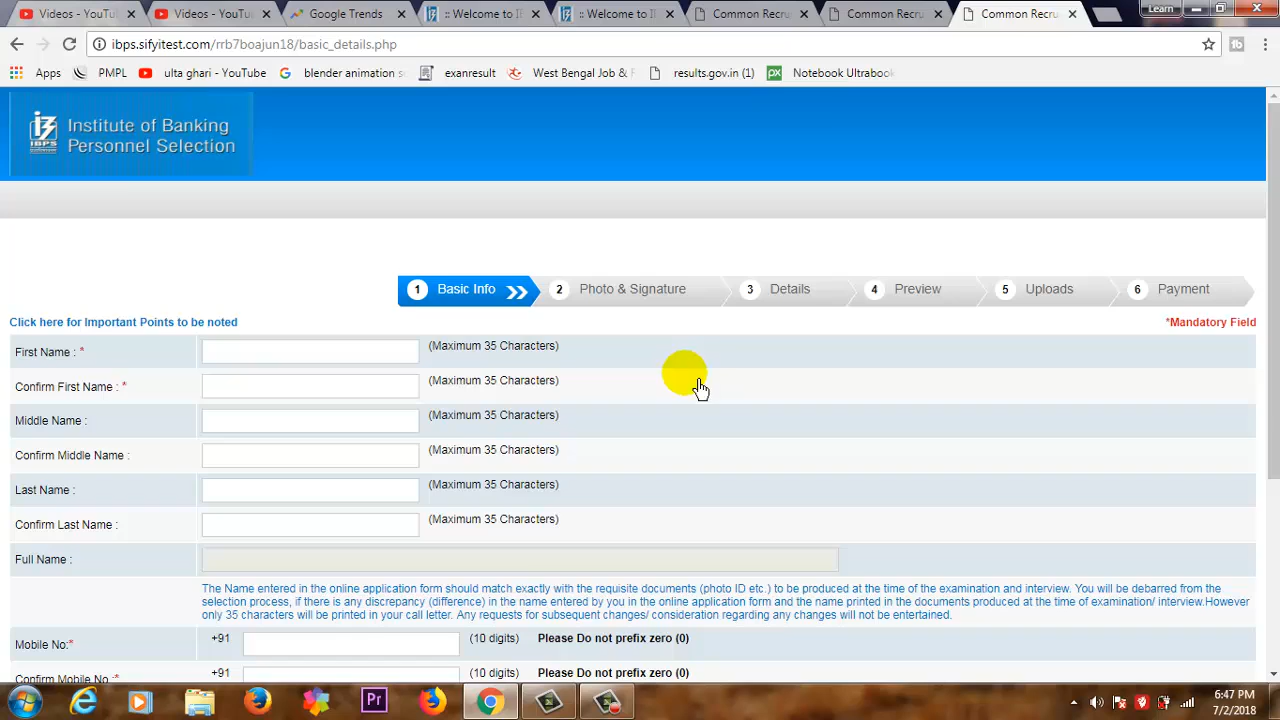 Videos - YouTu
Videos - YouTu
Google Trends
:: Welcome to I
:: Welcome to I
Common Recru
Common Recru
Common Recru
Learn
ibps.sifyitest.com/rrb7boajun18/basic_details.php
Apps
PMPL
ulta ghari - YouTube
blenderanimation
exanresult
West Bengal Job &
results.gov.in (1)
Notebook Ultraboo
Institute of Banking
Personnel Selection
IBPS
1 Basic Info
2 Photo & Signature
3 Details
4 Preview
5 Uploads
6 Payment
Click here for Important Points to be noted
*Mandatory Field
First Name : *
(Maximum 35 Characters)
Confirm First Name : *
(Maximum 35 Characters)
Middle Name :
(Maximum 35 Characters)
Confirm Middle Name :
(Maximum 35 Characters)
Last Name :
(Maximum 35 Characters)
Confirm Last Name :
(Maximum 35 Characters)
Full Name :
The Name entered in the online application form should match exactly with the requisite documents (photo ID etc.) to be produced at the time of the examination and interview. You will be debarred from the
selection process, if there is any discrepancy (difference) in the name entered by you in the online application form and the name printed in the documents produced at the time of examination/ interview.However
only 35 characters will be printed in your call letter. Any requests for subsequent changes/ consideration regarding any changes will not be entertained.
Mobile No:*
+91
(10 digits)
Please Do not prefix zero (0)
Confirm Mobile No :*
+91
(10 digits)
Please Do not prefix zero (0)
Pr
6:47 PM
7/2/2018